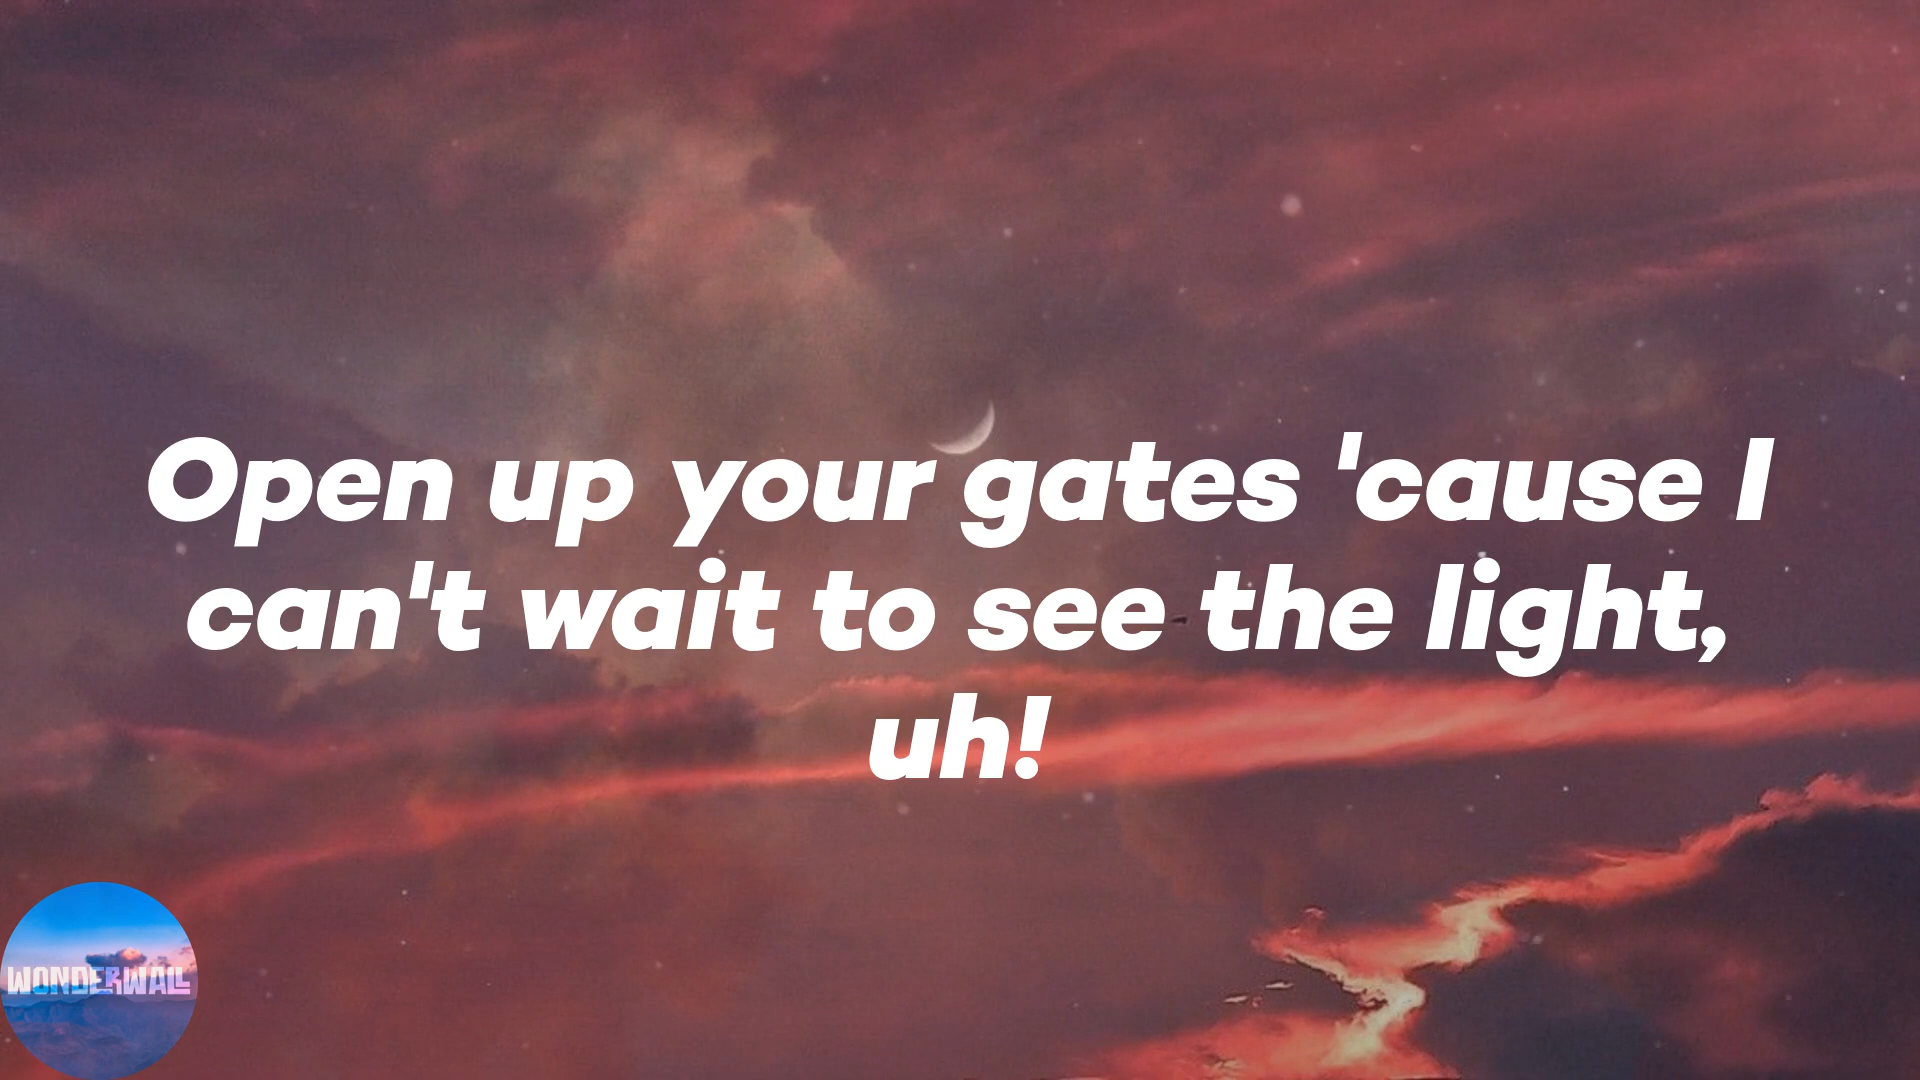 Open up your gates 'cause I
can't wait to see the light,
uh!
WONDERWALL